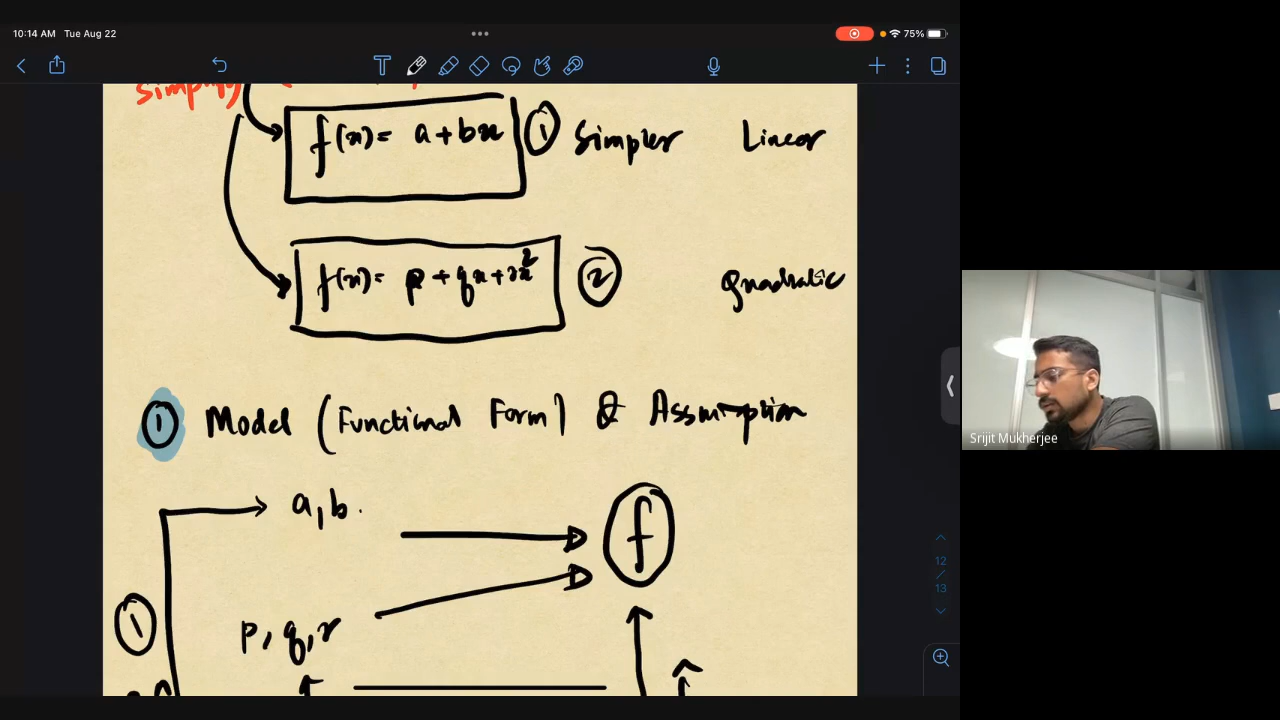 10:14 AM Tue Aug 22
75%
Simplify
f(x) = a + bx ① Simpler Linear
f(x) = p + qx + rx² ② Quadratic
① Model (Functional Form) & Assumption
a, b.
f
①
p, q, r
12
/
13
Srijit Mukherjee